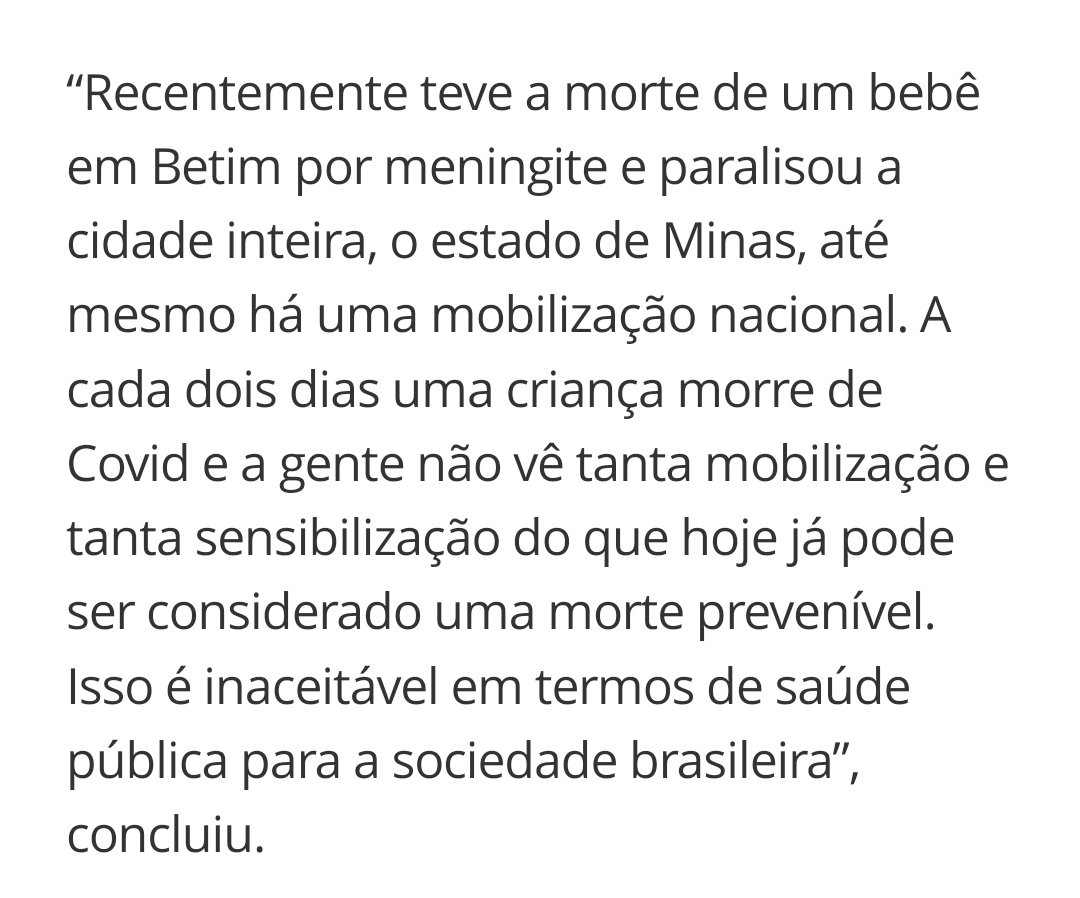 “Recentemente teve a morte de um bebê
em Betim por meningite e paralisou a
cidade inteira, o estado de Minas, até
mesmo há uma mobilização nacional. A
cada dois dias uma criança morre de
Covid e a gente não vê tanta mobilização e
tanta sensibilização do que hoje já pode
ser considerado uma morte prevenível.
Isso é inaceitável em termos de saúde
pública para a sociedade brasileira”,
concluiu.